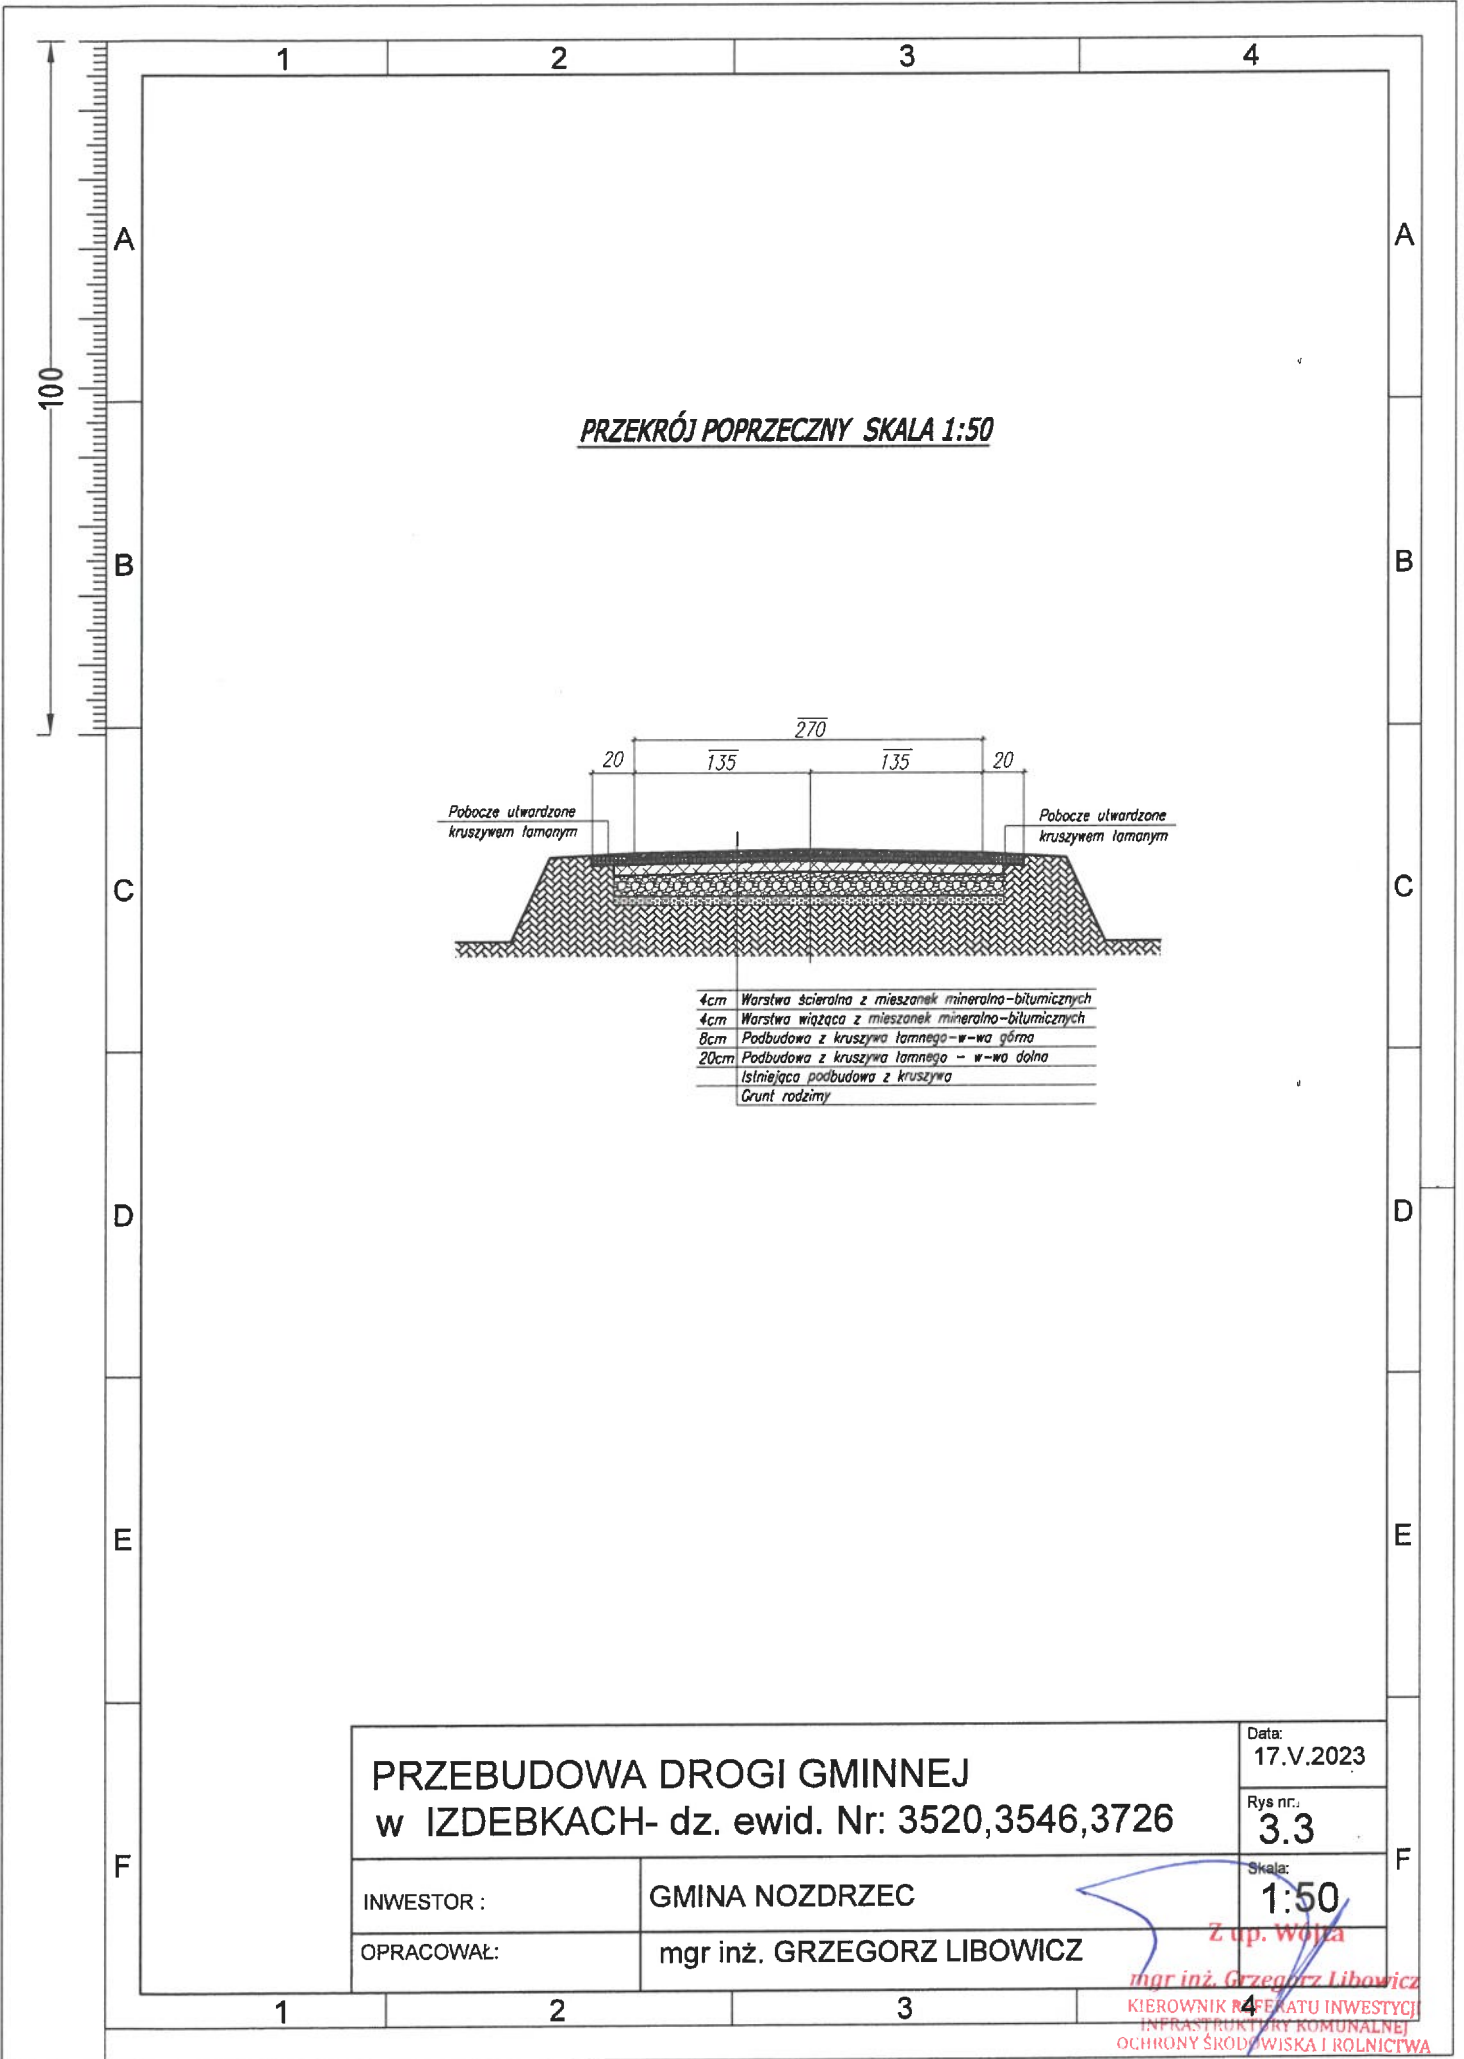 1 2 3 4
A A
100
PRZEKRÓJ POPRZECZNY SKALA 1:50
B B
270
20 135 135 20
Pobocze utwardzone
kruszywem łamanym
Pobocze utwardzone
kruszywem łamanym
C C
4cm Warstwa ścieralna z mieszanek mineralno-bitumicznych
4cm Warstwa wiążąca z mieszanek mineralno-bitumicznych
8cm Podbudowa z kruszywa łamnego-w-wa górna
20cm Podbudowa z kruszywa łamnego - w-wa dolna
Istniejąca podbudowa z kruszywa
Grunt rodzimy
D D
E E
PRZEBUDOWA DROGI GMINNEJ
w IZDEBKACH- dz. ewid. Nr: 3520,3546,3726
Data:
17.V.2023
Rys nr.:
3.3
F F
INWESTOR : GMINA NOZDRZEC
Skala:
1:50
OPRACOWAŁ: mgr inż. GRZEGORZ LIBOWICZ
Z up. Wójta
mgr inż. Grzegorz Libowicz
KIEROWNIK REFERATU INWESTYCJI
INFRASTRUKTURY KOMUNALNEJ
OCHRONY ŚRODOWISKA I ROLNICTWA
1 2 3 4